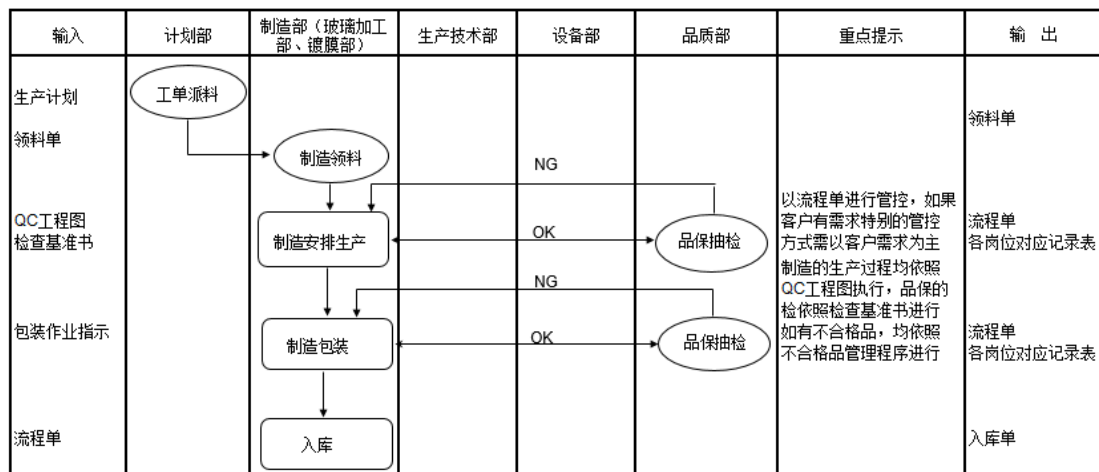 输入
计划部
制造部（玻璃加工
部、镀膜部）
生产技术部
设备部
品质部
重点提示
输 出
生产计划
工单派料
领料单
领料单
制造领料
NG
QC工程图
检查基准书
制造安排生产
OK
品保抽检
以流程单进行管控，如果
客户有需求特别的管控
方式需以客户需求为主
制造的生产过程均依照
QC工程图执行，品保的
检依照检查基准书进行
如有不合格品，均依照
不合格品管理程序进行
流程单
各岗位对应记录表
NG
包装作业指示
制造包装
OK
品保抽检
流程单
各岗位对应记录表
流程单
入库
入库单